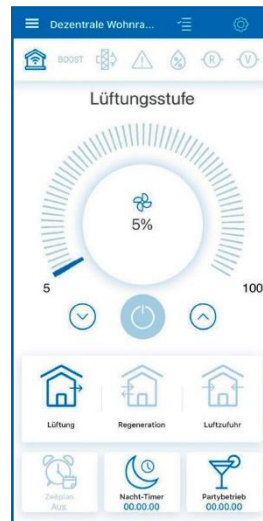 Dezentrale Wohnra...
BOOST
R
V
Lüftungsstufe
5%
5
100
Lüftung
Regeneration
Luftzufuhr
Zeitplan
Aus
Nacht-Timer
00.00.00
Partybetrieb
00.00.00